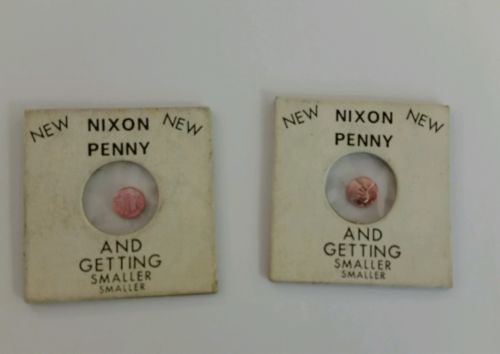 NEW NIXON NEW
PENNY
AND
GETTING
SMALLER
SMALLER
NEW NIXON NEW
PENNY
AND
GETTING
SMALLER
SMALLER